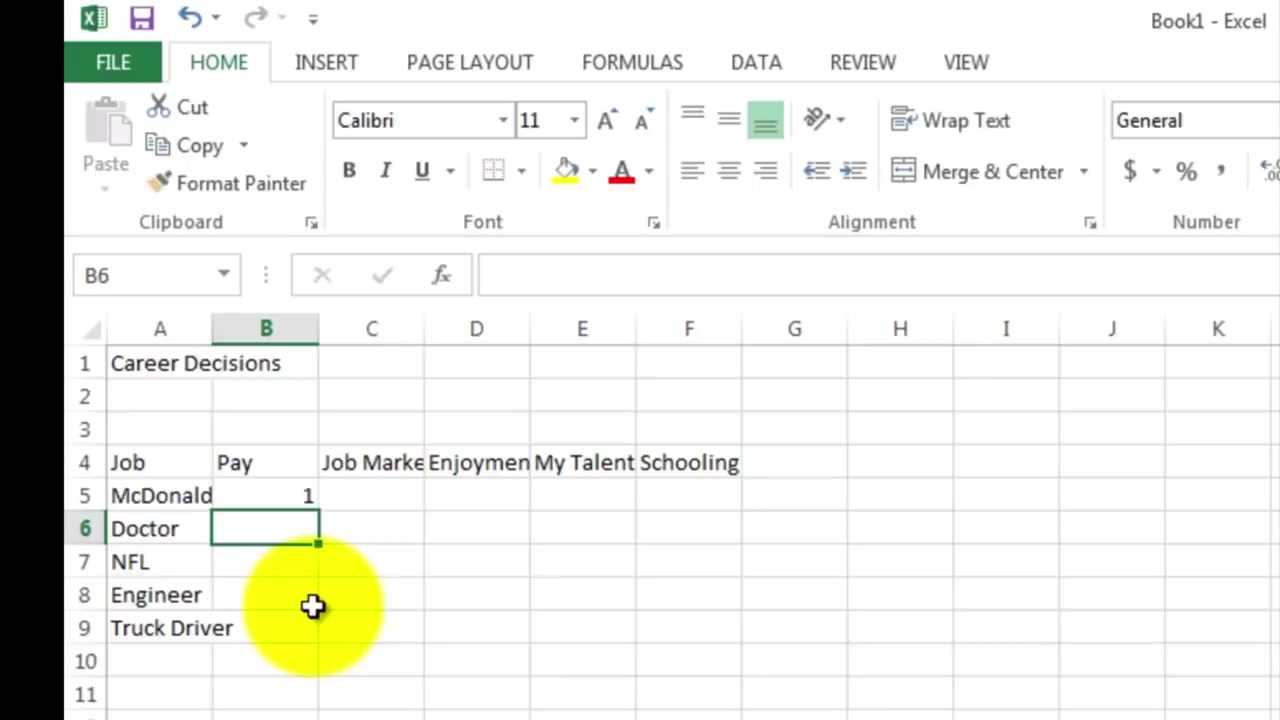 Book1 - Excel
FILE HOME INSERT PAGE LAYOUT FORMULAS DATA REVIEW VIEW
Cut
Calibri 11 Wrap Text General
Copy
Paste
B I U A Merge & Center $ % ,
Format Painter
Clipboard Font Alignment Number
B6 fx
A B C D E F G H I J K
1 Career Decisions
2
3
4 Job Pay Job Marke Enjoymen My Talent Schooling
5 McDonald 1
6 Doctor
7 NFL
8 Engineer
9 Truck Driver
10
11